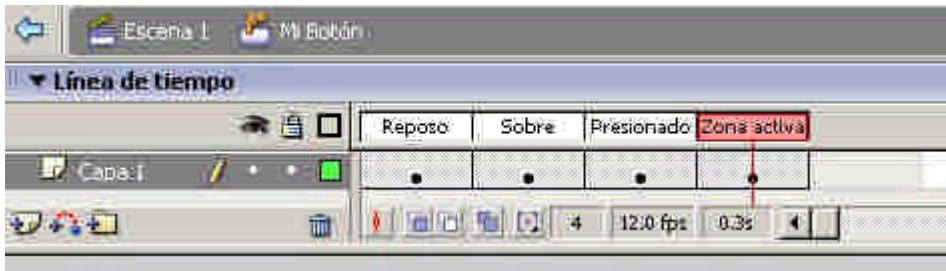 Escena 1 Mi Botón
Línea de tiempo
Reposo Sobre Presionado Zona activa
Capa 1
4 12.0 fps 0.3s